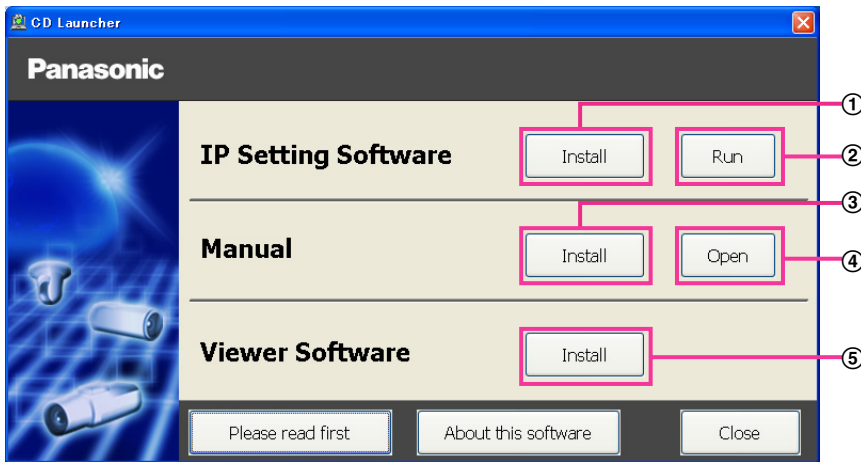 CD Launcher
Panasonic
①
IP Setting Software Install Run ②
③
Manual Install Open ④
Viewer Software Install ⑤
Please read first About this software Close